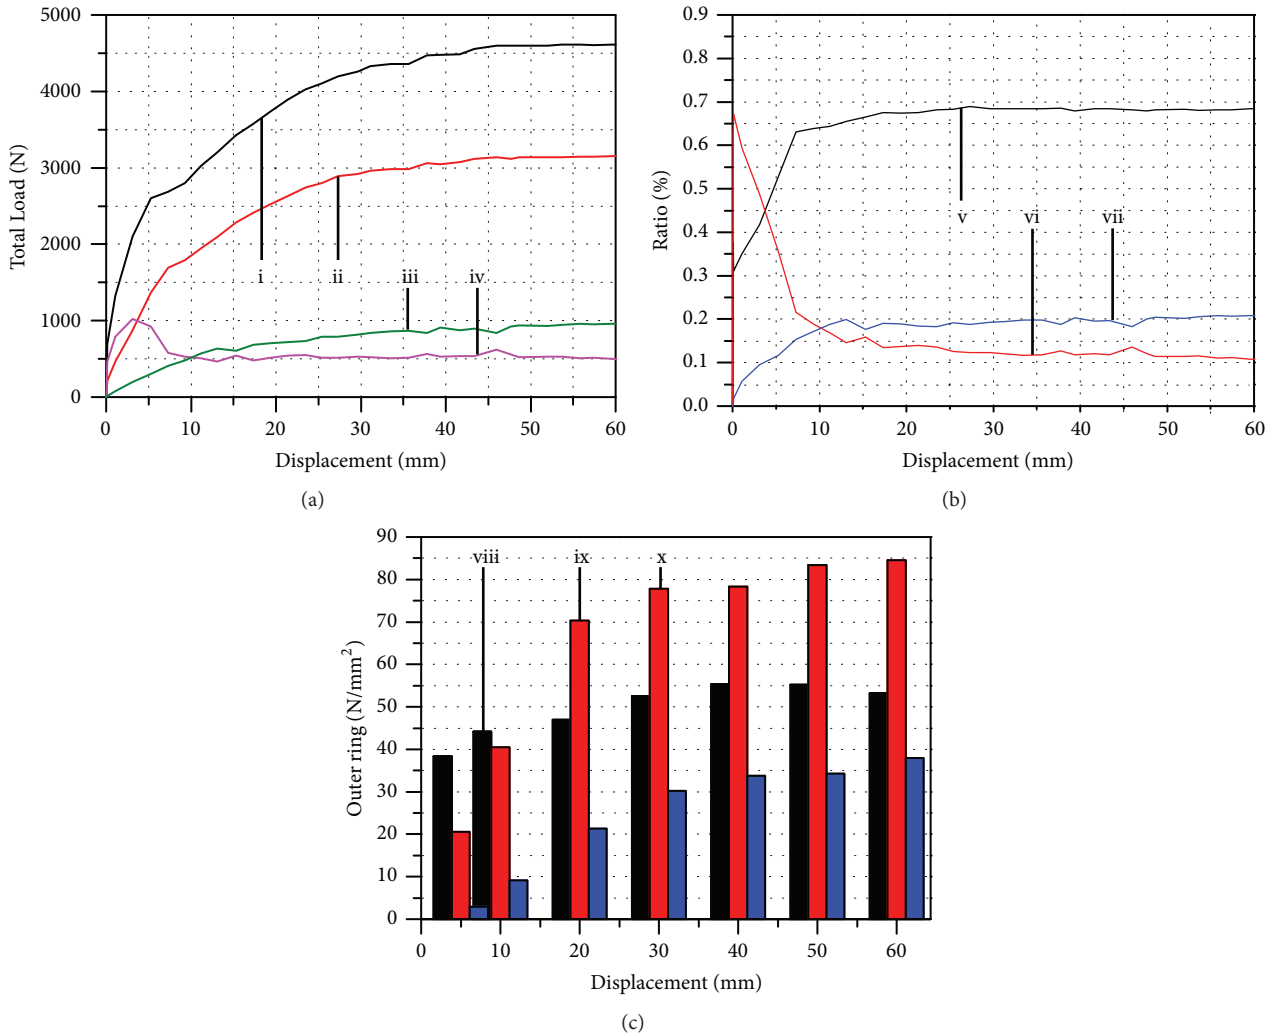 5000
4000
3000
2000
1000
0
Total Load (N)
i
ii
iii
iv
0
10
20
30
40
50
60
Displacement (mm)
(a)
0.9
0.8
0.7
0.6
0.5
0.4
0.3
0.2
0.1
0.0
Ratio (%)
v
vi
vii
0
10
20
30
40
50
60
Displacement (mm)
(b)
90
80
70
60
50
40
30
20
10
0
Outer ring (N/mm²)
viii
ix
x
0
10
20
30
40
50
60
Displacement (mm)
(c)